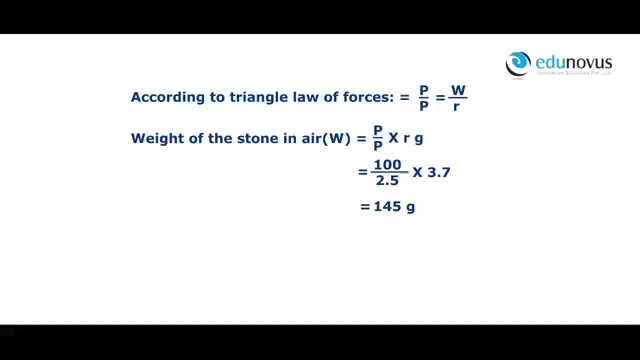 edunovus
Innovative Solutions Pvt. Ltd
According to triangle law of forces: = P/P = W/r
Weight of the stone in air(W) = P/P X r g
= 100/2.5 X 3.7
= 145 g